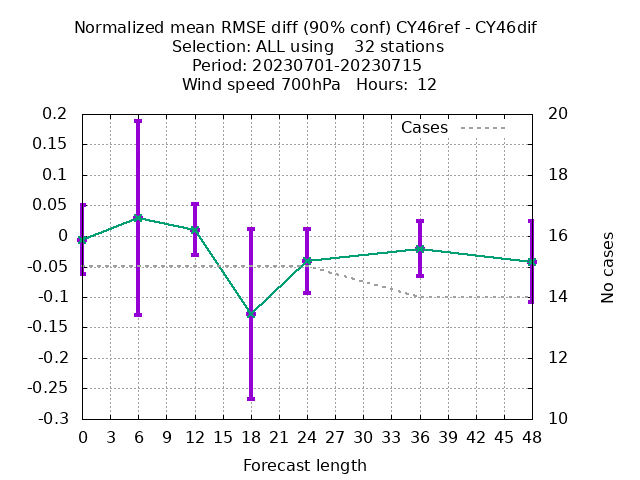 Normalized mean RMSE diff (90% conf) CY46ref - CY46dif
Selection: ALL using    32 stations
Period: 20230701-20230715
Wind speed 700hPa   Hours:  12
Cases
0.2
0.15
0.1
0.05
0
-0.05
-0.1
-0.15
-0.2
-0.25
-0.3
20
18
16
14
12
10
No cases
0 3 6 9 12 15 18 21 24 27 30 33 36 39 42 45 48
Forecast length